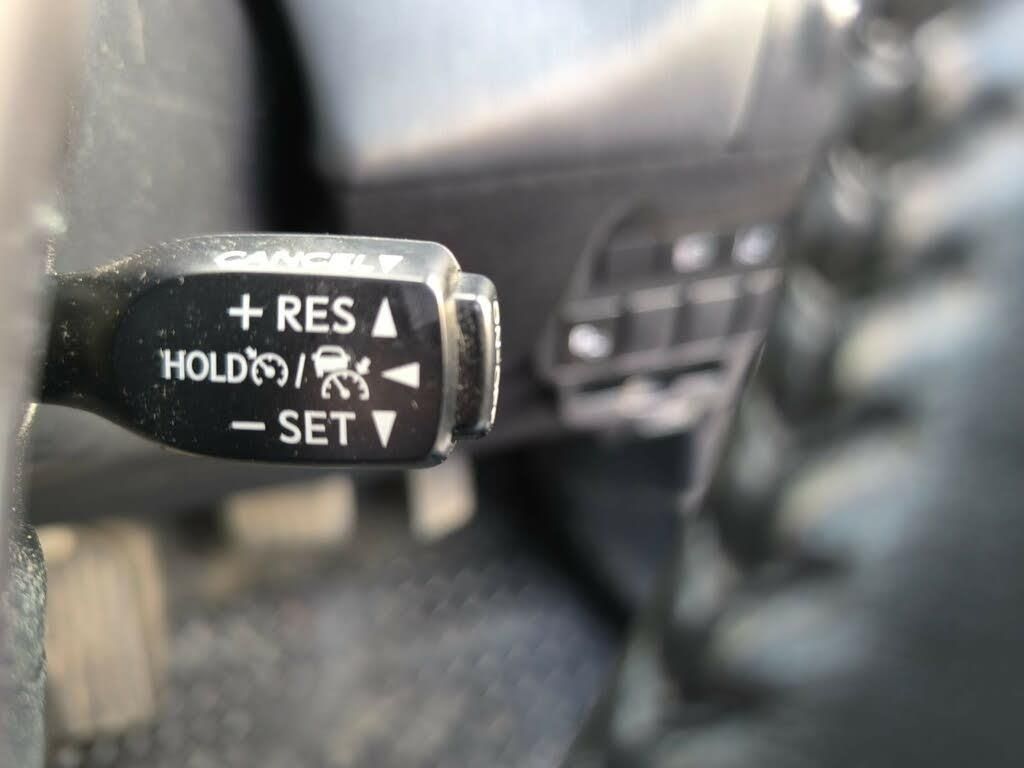 CANCEL▼
+ RES ▲
HOLD / ◀
− SET ▼